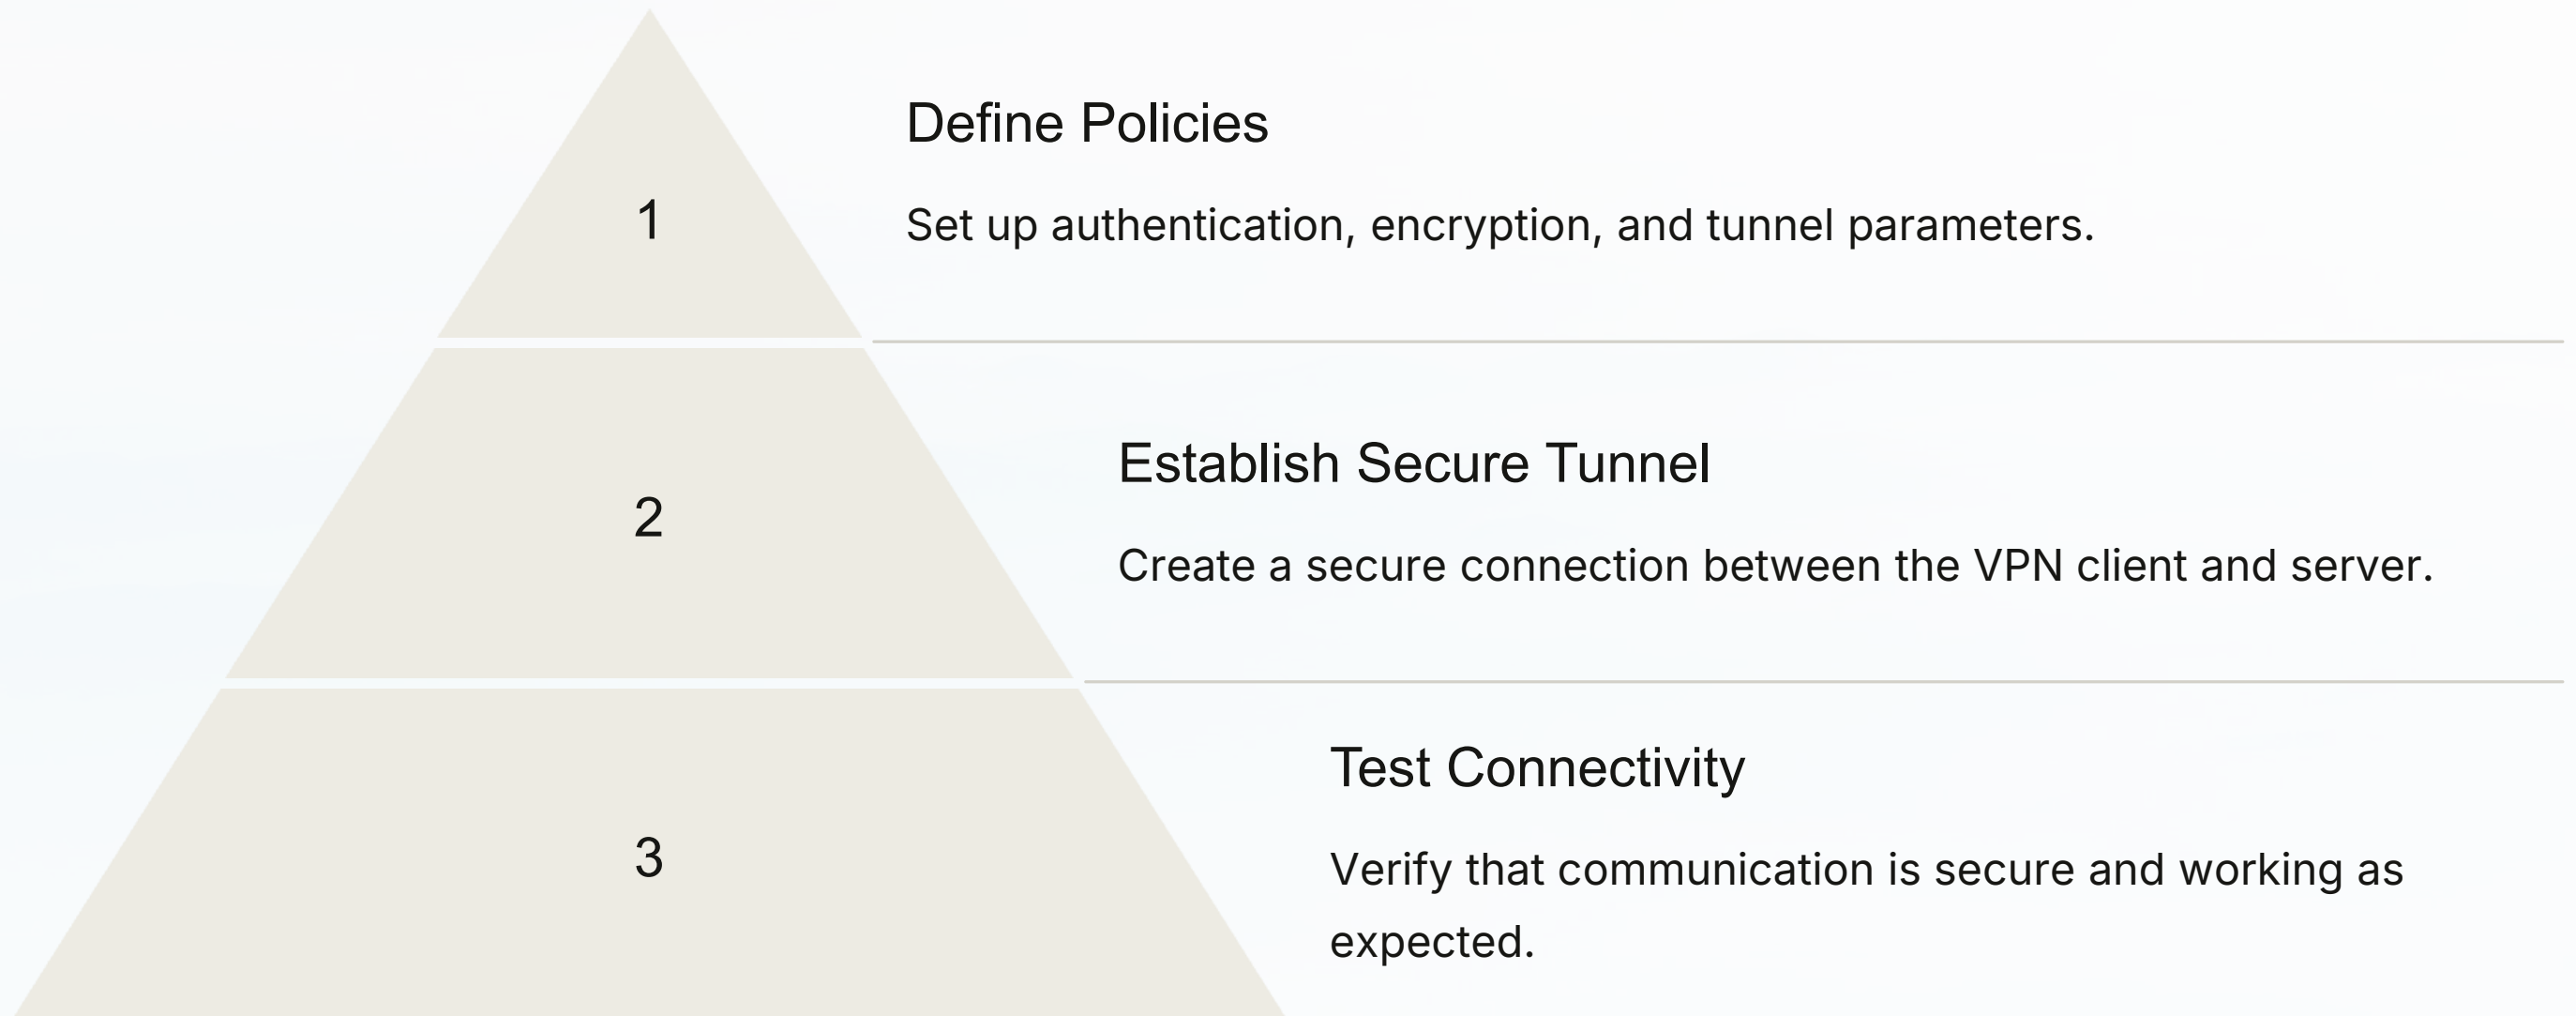 1
Define Policies
Set up authentication, encryption, and tunnel parameters.
2
Establish Secure Tunnel
Create a secure connection between the VPN client and server.
3
Test Connectivity
Verify that communication is secure and working as
expected.